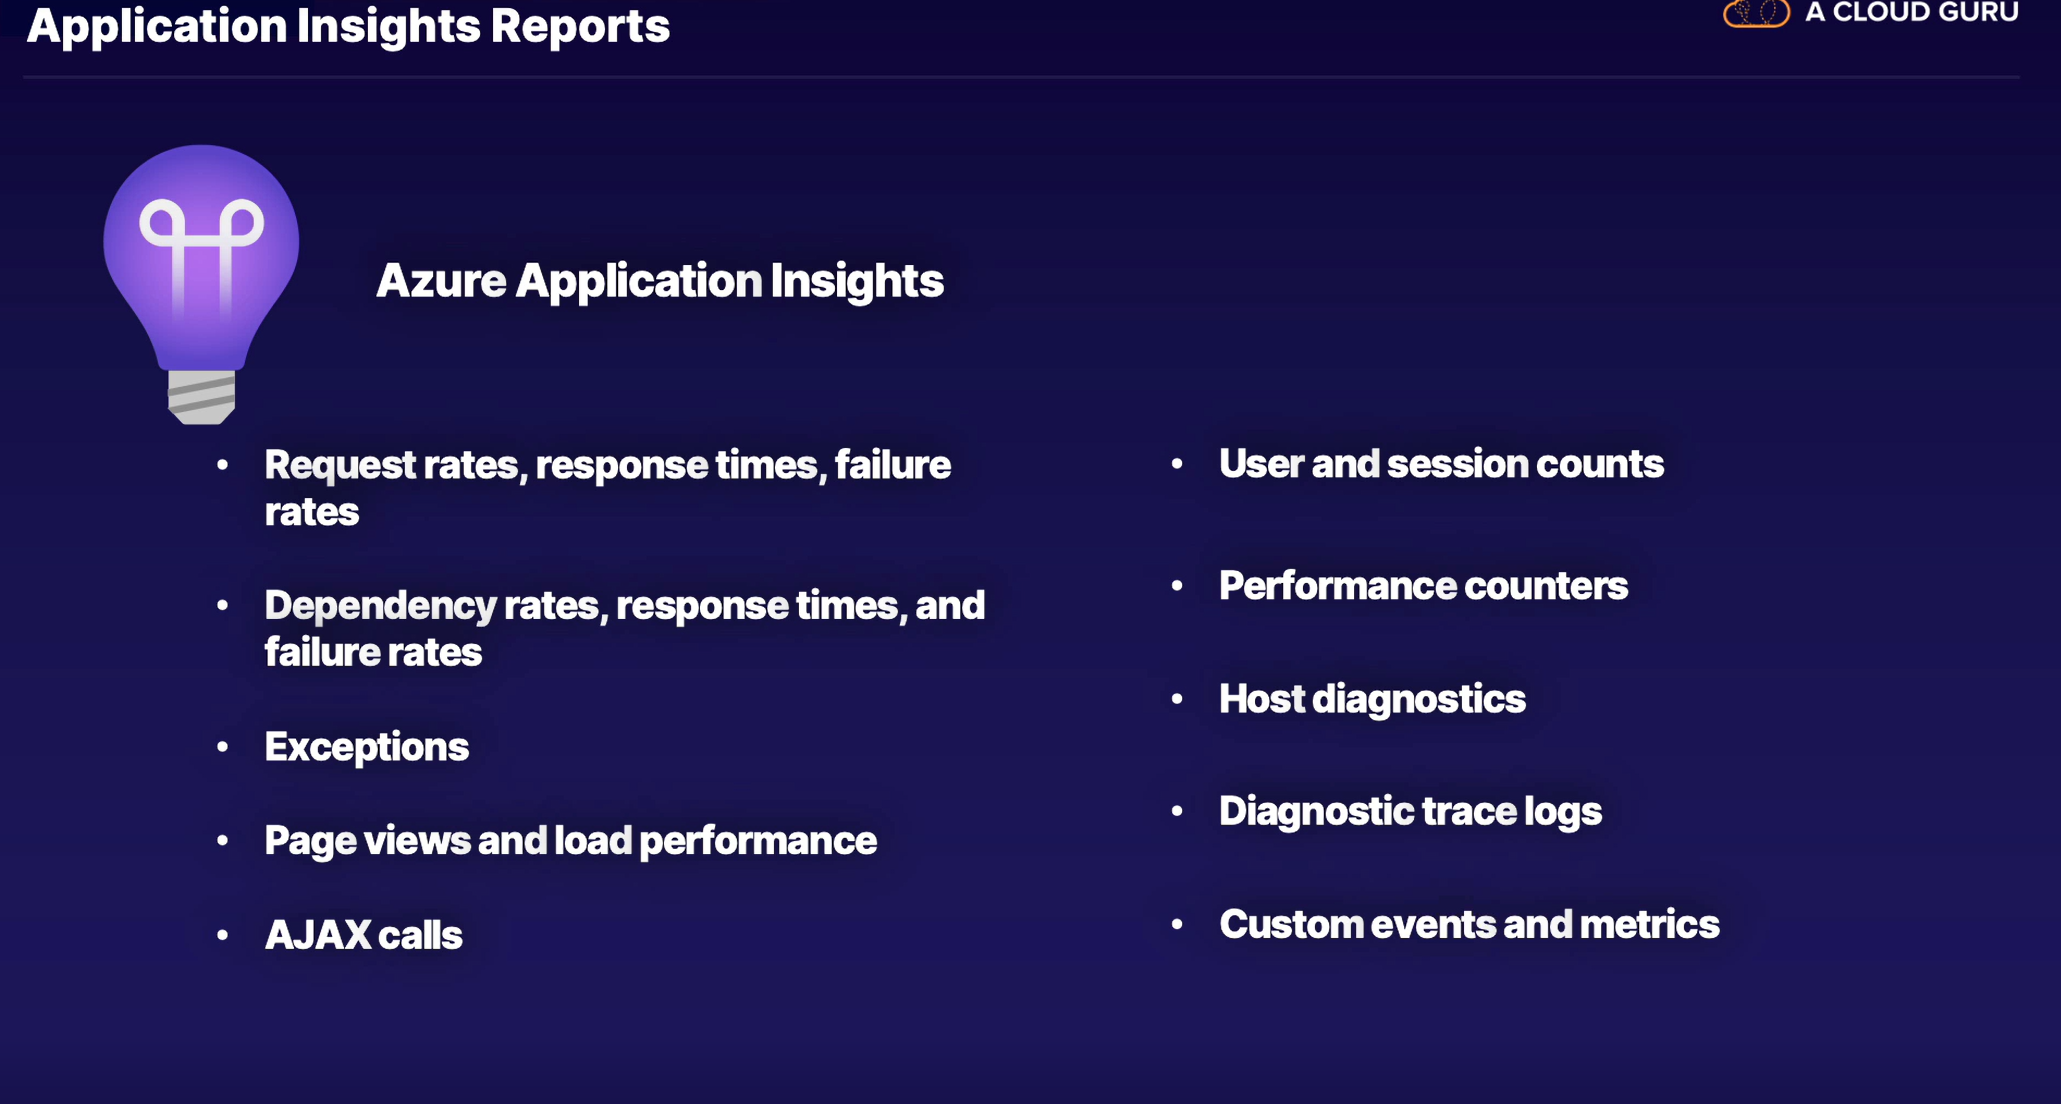 Application Insights Reports
A CLOUD GURU
Azure Application Insights
• Request rates, response times, failure
rates
• Dependency rates, response times, and
failure rates
• Exceptions
• Page views and load performance
• AJAX calls
• User and session counts
• Performance counters
• Host diagnostics
• Diagnostic trace logs
• Custom events and metrics